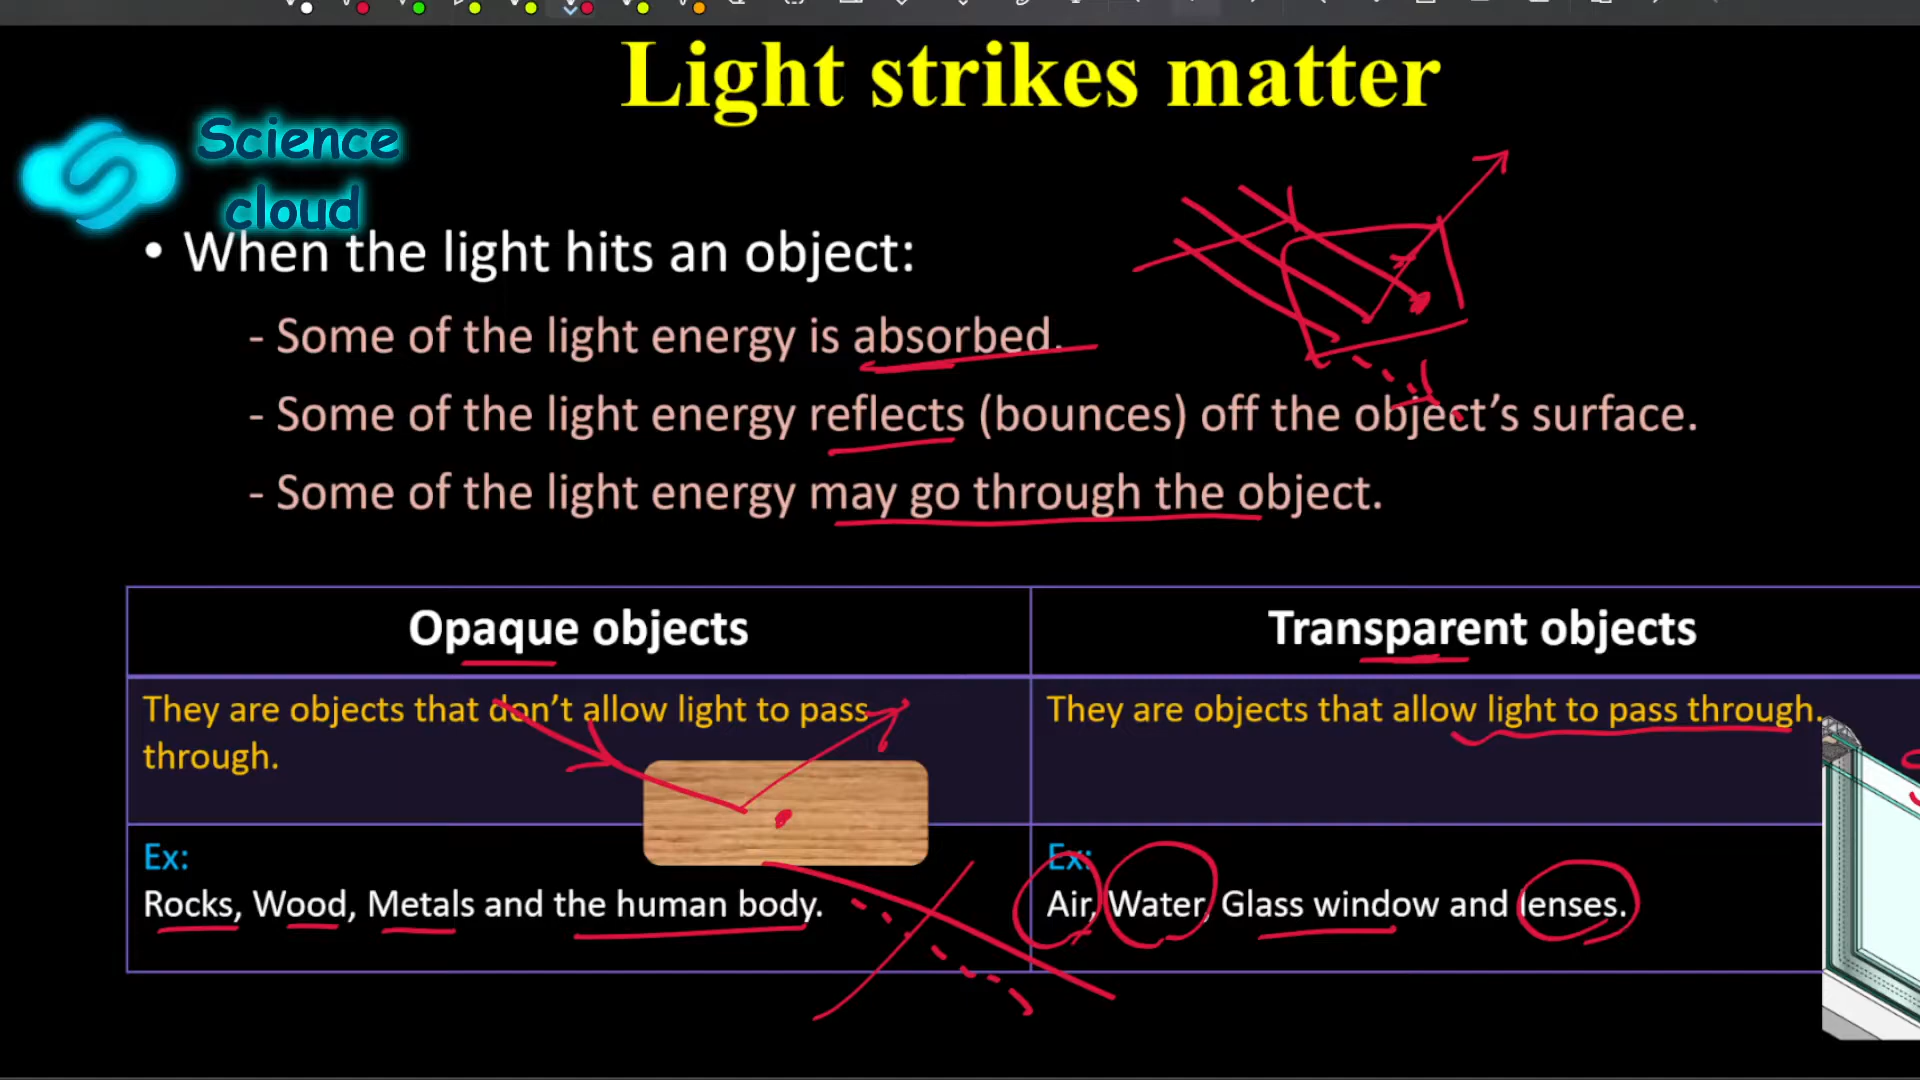 Light strikes matter
Science
cloud
• When the light hits an object:
- Some of the light energy is absorbed.
- Some of the light energy reflects (bounces) off the object's surface.
- Some of the light energy may go through the object.
Opaque objects
Transparent objects
They are objects that don't allow light to pass
through.
They are objects that allow light to pass through.
Ex:
Rocks, Wood, Metals and the human body.
Ex:
Air, Water, Glass window and lenses.